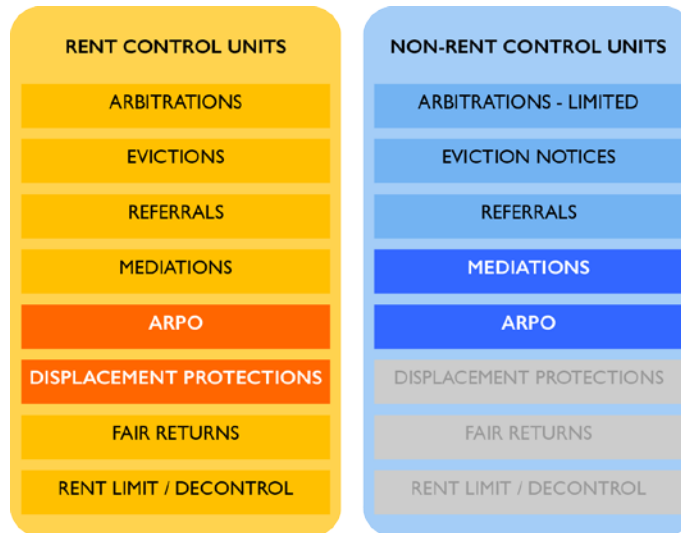 RENT CONTROL UNITS
ARBITRATIONS
EVICTIONS
REFERRALS
MEDIATIONS
ARPO
DISPLACEMENT PROTECTIONS
FAIR RETURNS
RENT LIMIT / DECONTROL
NON-RENT CONTROL UNITS
ARBITRATIONS - LIMITED
EVICTION NOTICES
REFERRALS
MEDIATIONS
ARPO
DISPLACEMENT PROTECTIONS
FAIR RETURNS
RENT LIMIT / DECONTROL